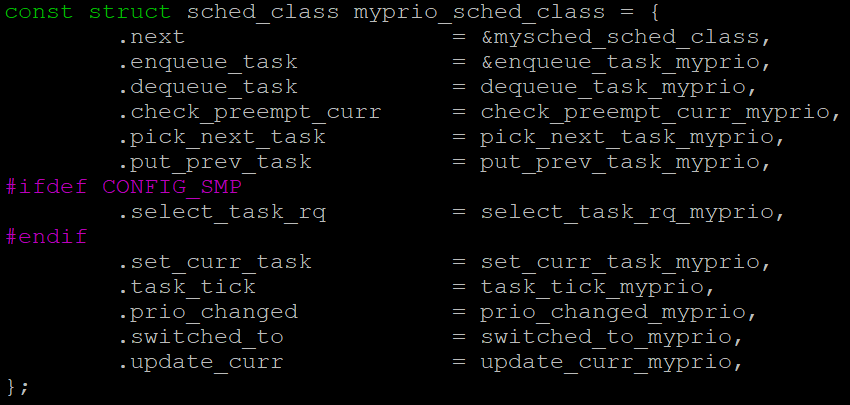 const struct sched_class myprio_sched_class = {
        .next                   = &mysched_sched_class,
        .enqueue_task           = &enqueue_task_myprio,
        .dequeue_task           = dequeue_task_myprio,
        .check_preempt_curr     = check_preempt_curr_myprio,
        .pick_next_task         = pick_next_task_myprio,
        .put_prev_task          = put_prev_task_myprio,
#ifdef CONFIG_SMP
        .select_task_rq         = select_task_rq_myprio,
#endif
        .set_curr_task          = set_curr_task_myprio,
        .task_tick              = task_tick_myprio,
        .prio_changed           = prio_changed_myprio,
        .switched_to            = switched_to_myprio,
        .update_curr            = update_curr_myprio,
};